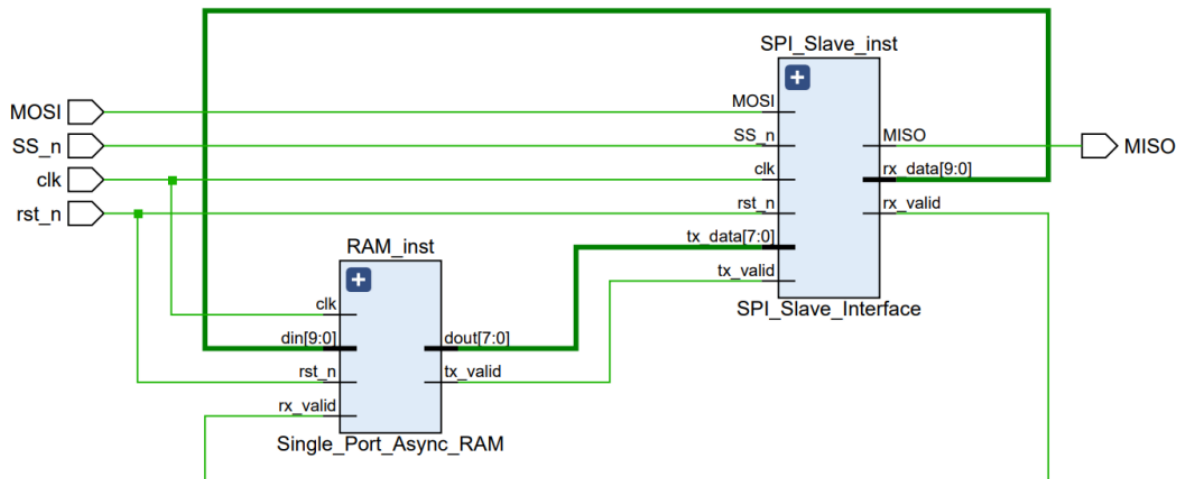 SPI_Slave_inst
MOSI
MOSI
SS_n
SS_n
MISO
MISO
clk
clk
rx_data[9:0]
rst_n
rst_n
rx_valid
tx_data[7:0]
RAM_inst
tx_valid
clk
SPI_Slave_Interface
din[9:0]
dout[7:0]
rst_n
tx_valid
rx_valid
Single_Port_Async_RAM